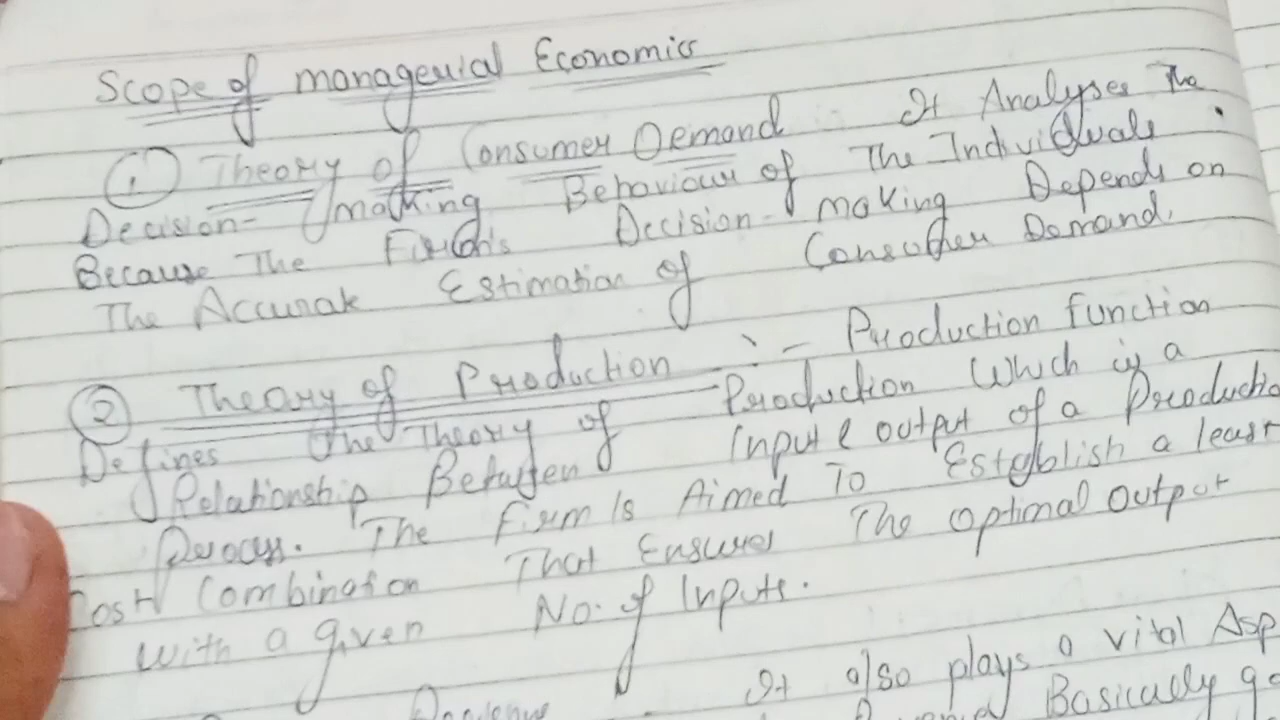 Scope of managerial Economics
① Theory of Consumer Demand : It Analyses The
Decision-making Behaviour of The Individuals
Because The Firm's Decision-making Depends on
The Accurate Estimation of Consumer Demand.
② Theory of Production :- Production function
Defines The Theory of Production Which is a
Relationship Between Input & output of a Productio
Process. The firm Is Aimed To Establish a least
Cost Combination That Ensures The Optimal Output
with a given No. of Inputs.
It also plays a vital Asp
Basically